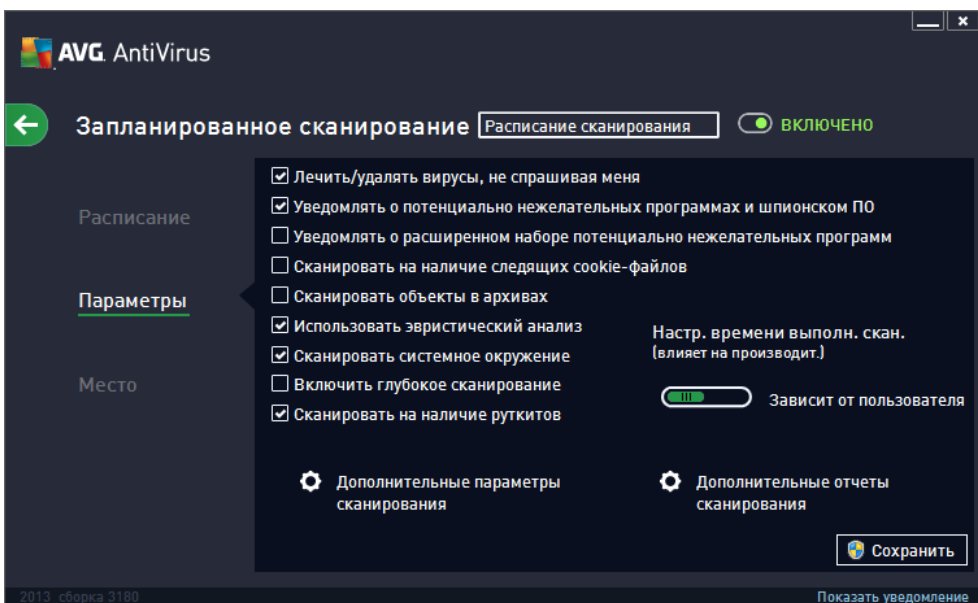 AVG. AntiVirus
Запланированное сканирование
Расписание сканирования
ВКЛЮЧЕНО
Расписание
Параметры
Место
Лечить/удалять вирусы, не спрашивая меня
Уведомлять о потенциально нежелательных программах и шпионском ПО
Уведомлять о расширенном наборе потенциально нежелательных программ
Сканировать на наличие следящих cookie-файлов
Сканировать объекты в архивах
Использовать эвристический анализ
Сканировать системное окружение
Включить глубокое сканирование
Сканировать на наличие руткитов
Настр. времени выполн. скан.
(влияет на производит.)
Зависит от пользователя
Дополнительные параметры
сканирования
Дополнительные отчеты
сканирования
Сохранить
2013 сборка 3180
Показать уведомление